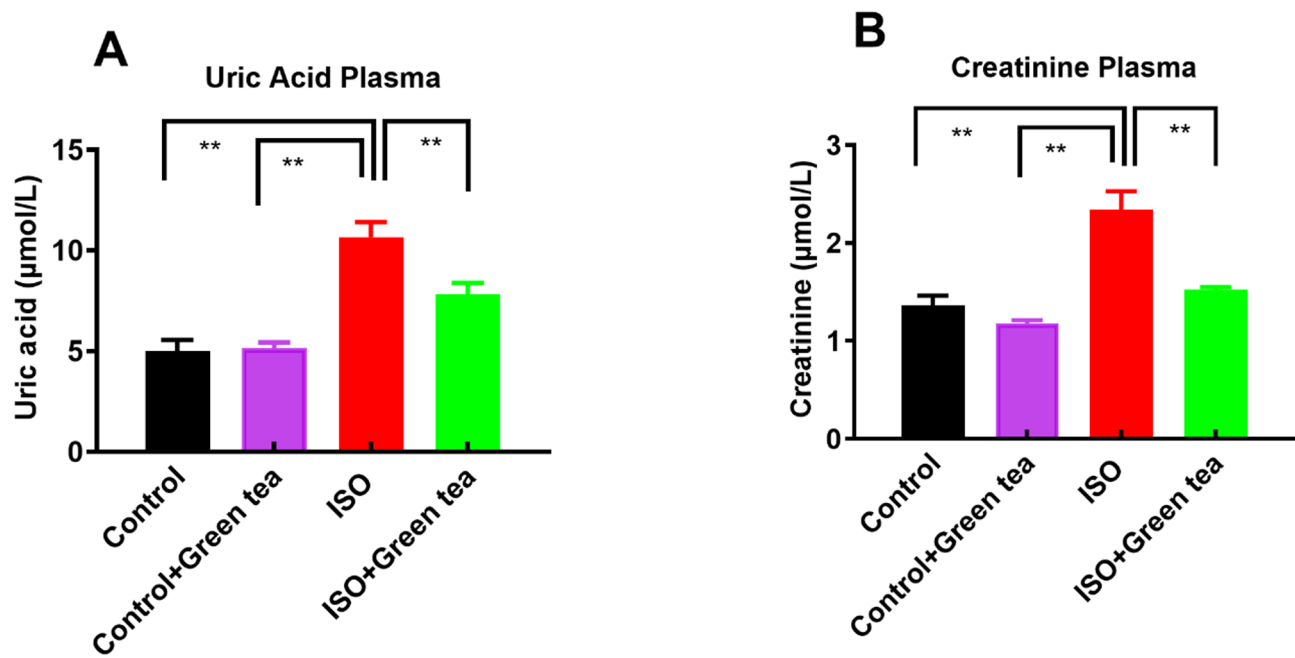 A
Uric Acid Plasma
**
**
**
15
10
5
0
Uric acid (µmol/L)
Control
Control+Green tea
ISO
ISO+Green tea
B
Creatinine Plasma
**
**
**
3
2
1
0
Creatinine (µmol/L)
Control
Control+Green tea
ISO
ISO+Green tea